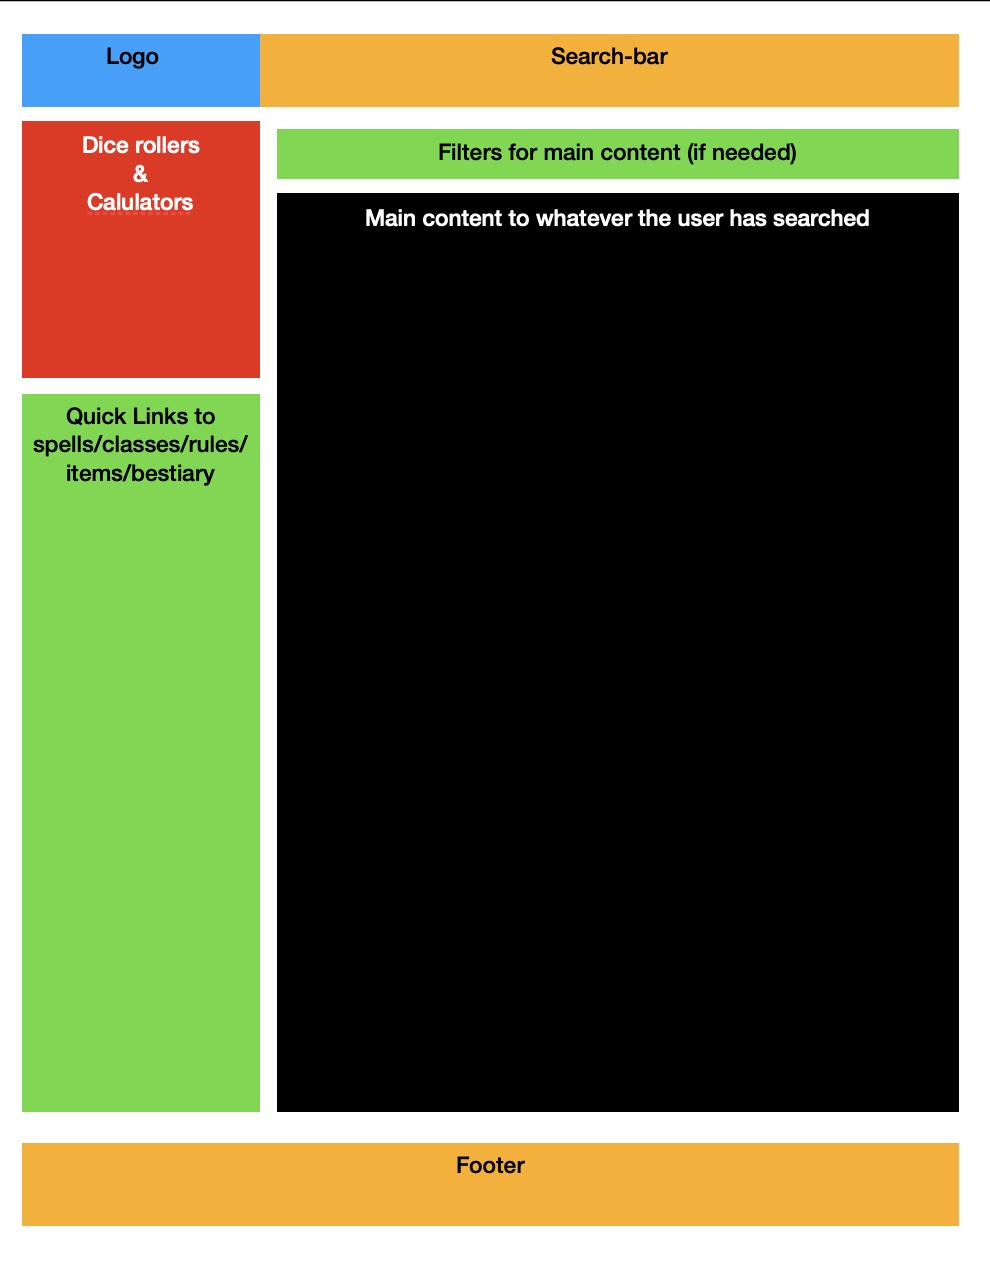 Logo
Search-bar
Dice rollers
&
Calulators
Filters for main content (if needed)
Main content to whatever the user has searched
Quick Links to
spells/classes/rules/
items/bestiary
Footer